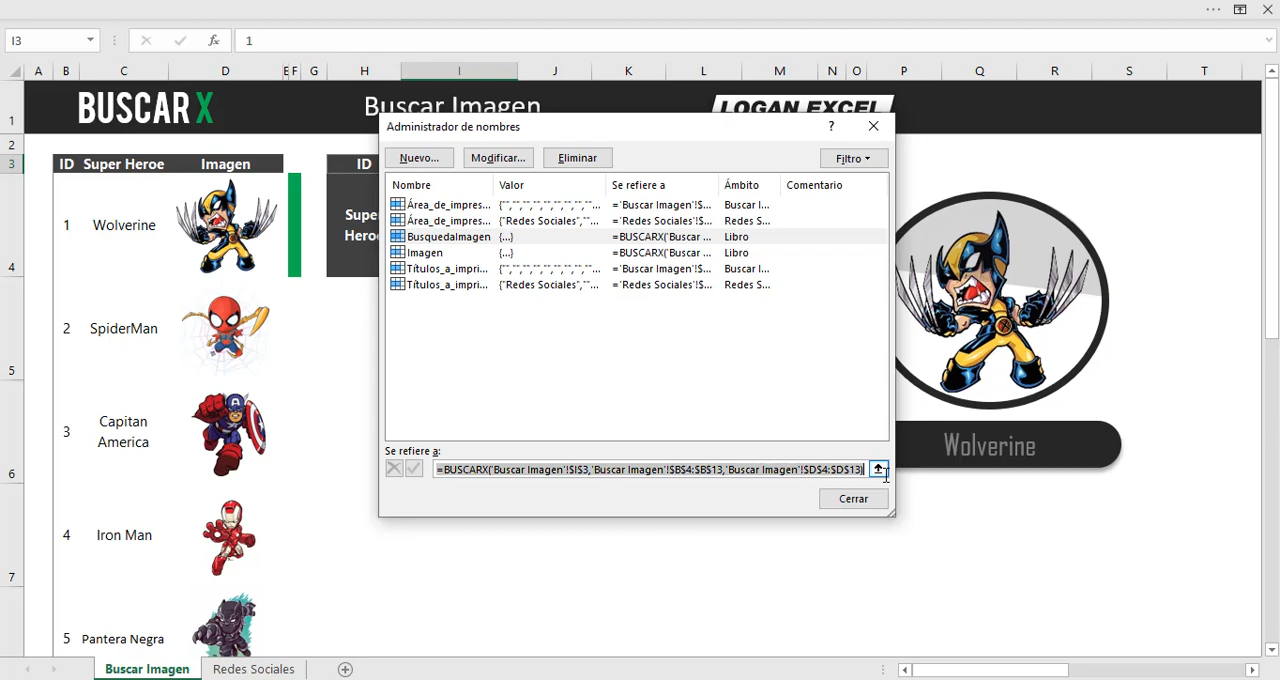 I3
fx
1
A B C D E F G H I J K L M N O P Q R S T
1
BUSCAR X
Buscar Imagen
LOGAN EXCEL
2
3
ID Super Heroe Imagen
ID
1 Wolverine
Super
Heroe
4
2 SpiderMan
5
3 Capitan
America
6
4 Iron Man
7
5 Pantera Negra
Administrador de nombres
?
Nuevo... Modificar... Eliminar Filtro
Nombre Valor Se refiere a Ámbito Comentario
Área_de_impres... {"","","","","","","","",... ='Buscar Imagen'!$... Buscar I...
Área_de_impres... {"Redes Sociales",""... ='Redes Sociales'!$... Redes S...
BusquedaImagen {...} =BUSCARX('Buscar ... Libro
Imagen {...} =BUSCARX('Buscar ... Libro
Títulos_a_impri... {"","","","","","","","",... ='Buscar Imagen'!$... Buscar I...
Títulos_a_impri... {"Redes Sociales",""... ='Redes Sociales'!$... Redes S...
Se refiere a:
=BUSCARX('Buscar Imagen'!$I$3,'Buscar Imagen'!$B$4:$B$13,'Buscar Imagen'!$D$4:$D$13)
Cerrar
Wolverine
Buscar Imagen Redes Sociales